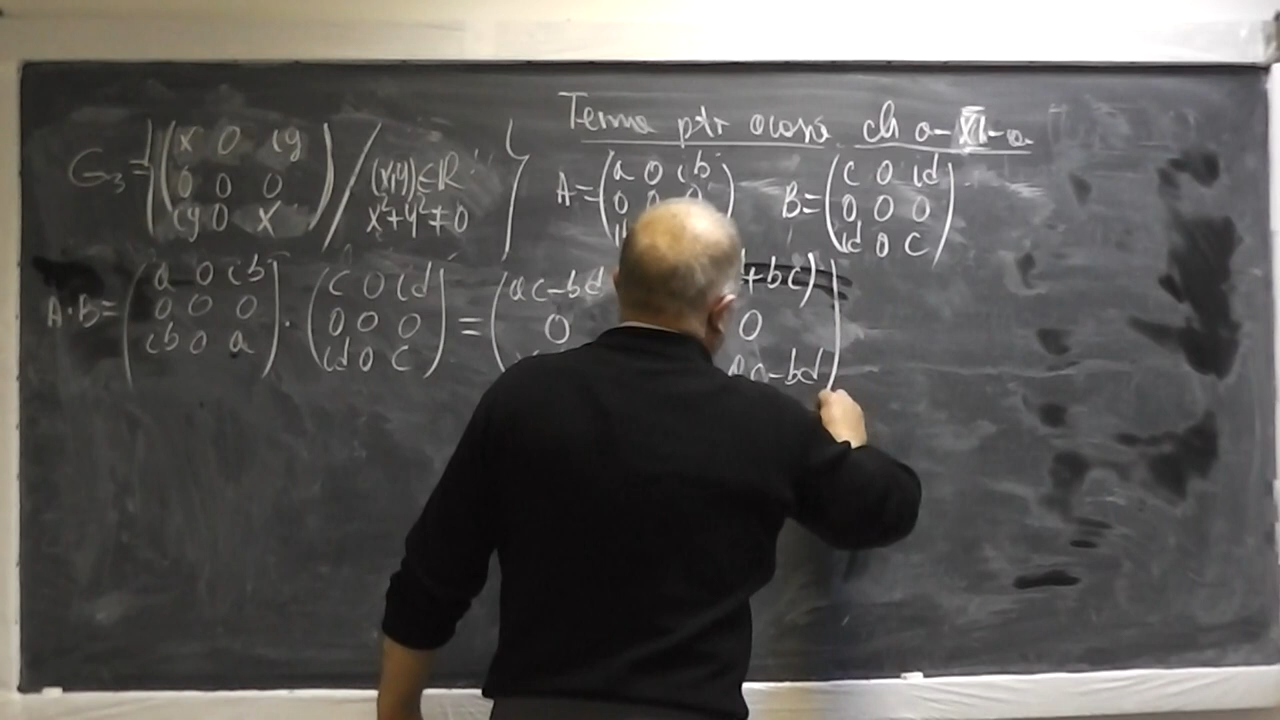 Tema ptr acasă cls a-XI-a
G₃={(x 0 iy / (x,y)∈R }
0 0 0
iy 0 x) x²+y²≠0
A=(a 0 ib B=(c 0 id
0 0 0) 0 0 0
id 0 c)
A·B=(a 0 ib)·(c 0 id)=(ac-bd +bc)
0 0 0 0 0 0 0 0
ib 0 a id 0 c -bd)